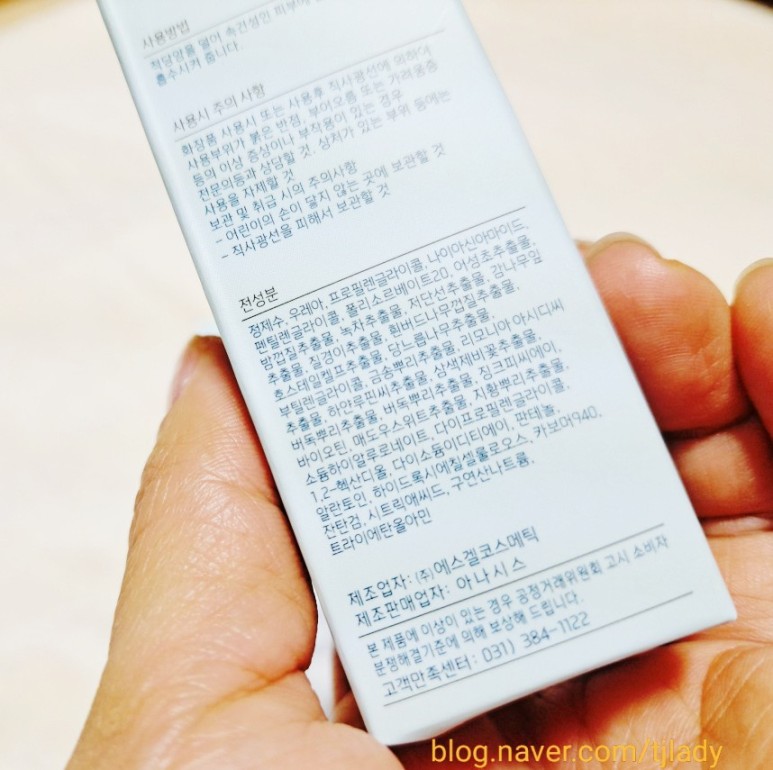 사용방법
적당량을 덜어 촉진성인 피부에
흡수시켜 줍니다.
사용시 주의 사항
화장품 사용시 또는 사용후 직사광선에 의하여
사용부위가 붉은 반점, 부어오름 또는 가려움증
등의 이상 증상이나 부작용이 있는 경우
전문의등과 상담할 것. 상처가 있는 부위 등에는
사용을 자제할 것
보관 및 취급 시의 주의사항
- 어린이의 손이 닿지 않는 곳에 보관할 것
- 직사광선을 피해서 보관할 것
전성분
정제수, 우레아, 프로필렌글라이콜, 나이아신아마이드,
펜틸렌글라이콜, 폴리소르베이트20, 어성초추출물,
밤껍질추출물, 녹차추출물, 저단선추출물, 감나무잎
추출물, 질경이추출물, 흰버드나무껍질추출물,
호스테일켈프추출물, 당느릅나무추출물,
부틸렌글라이콜, 금송뿌리추출물, 리모니아 아시디씨
추출물, 하얀루핀씨추출물, 삼색제비꽃추출물,
버독뿌리추출물, 버독뿌리추출물, 징크피씨에이,
바이오틴, 매도우스위트추출물, 지황뿌리추출물,
소듐하이알루로네이트, 다이프로필렌글라이콜,
1,2-헥산디올, 다이소듐이디티에이, 판테놀,
알란토인, 하이드록시에칠셀룰로오스, 카보머940,
잔탄검, 시트릭애씨드, 구연산나트륨,
트라이에탄올아민
제조업자: (주)에스겔코스메틱
제조판매업자: 아나시스
본 제품에 이상이 있는 경우 공정거래위원회 고시 소비자
분쟁해결기준에 의해 보상해 드립니다.
고객만족센터: 031) 384-1122
blog.naver.com/tjlady